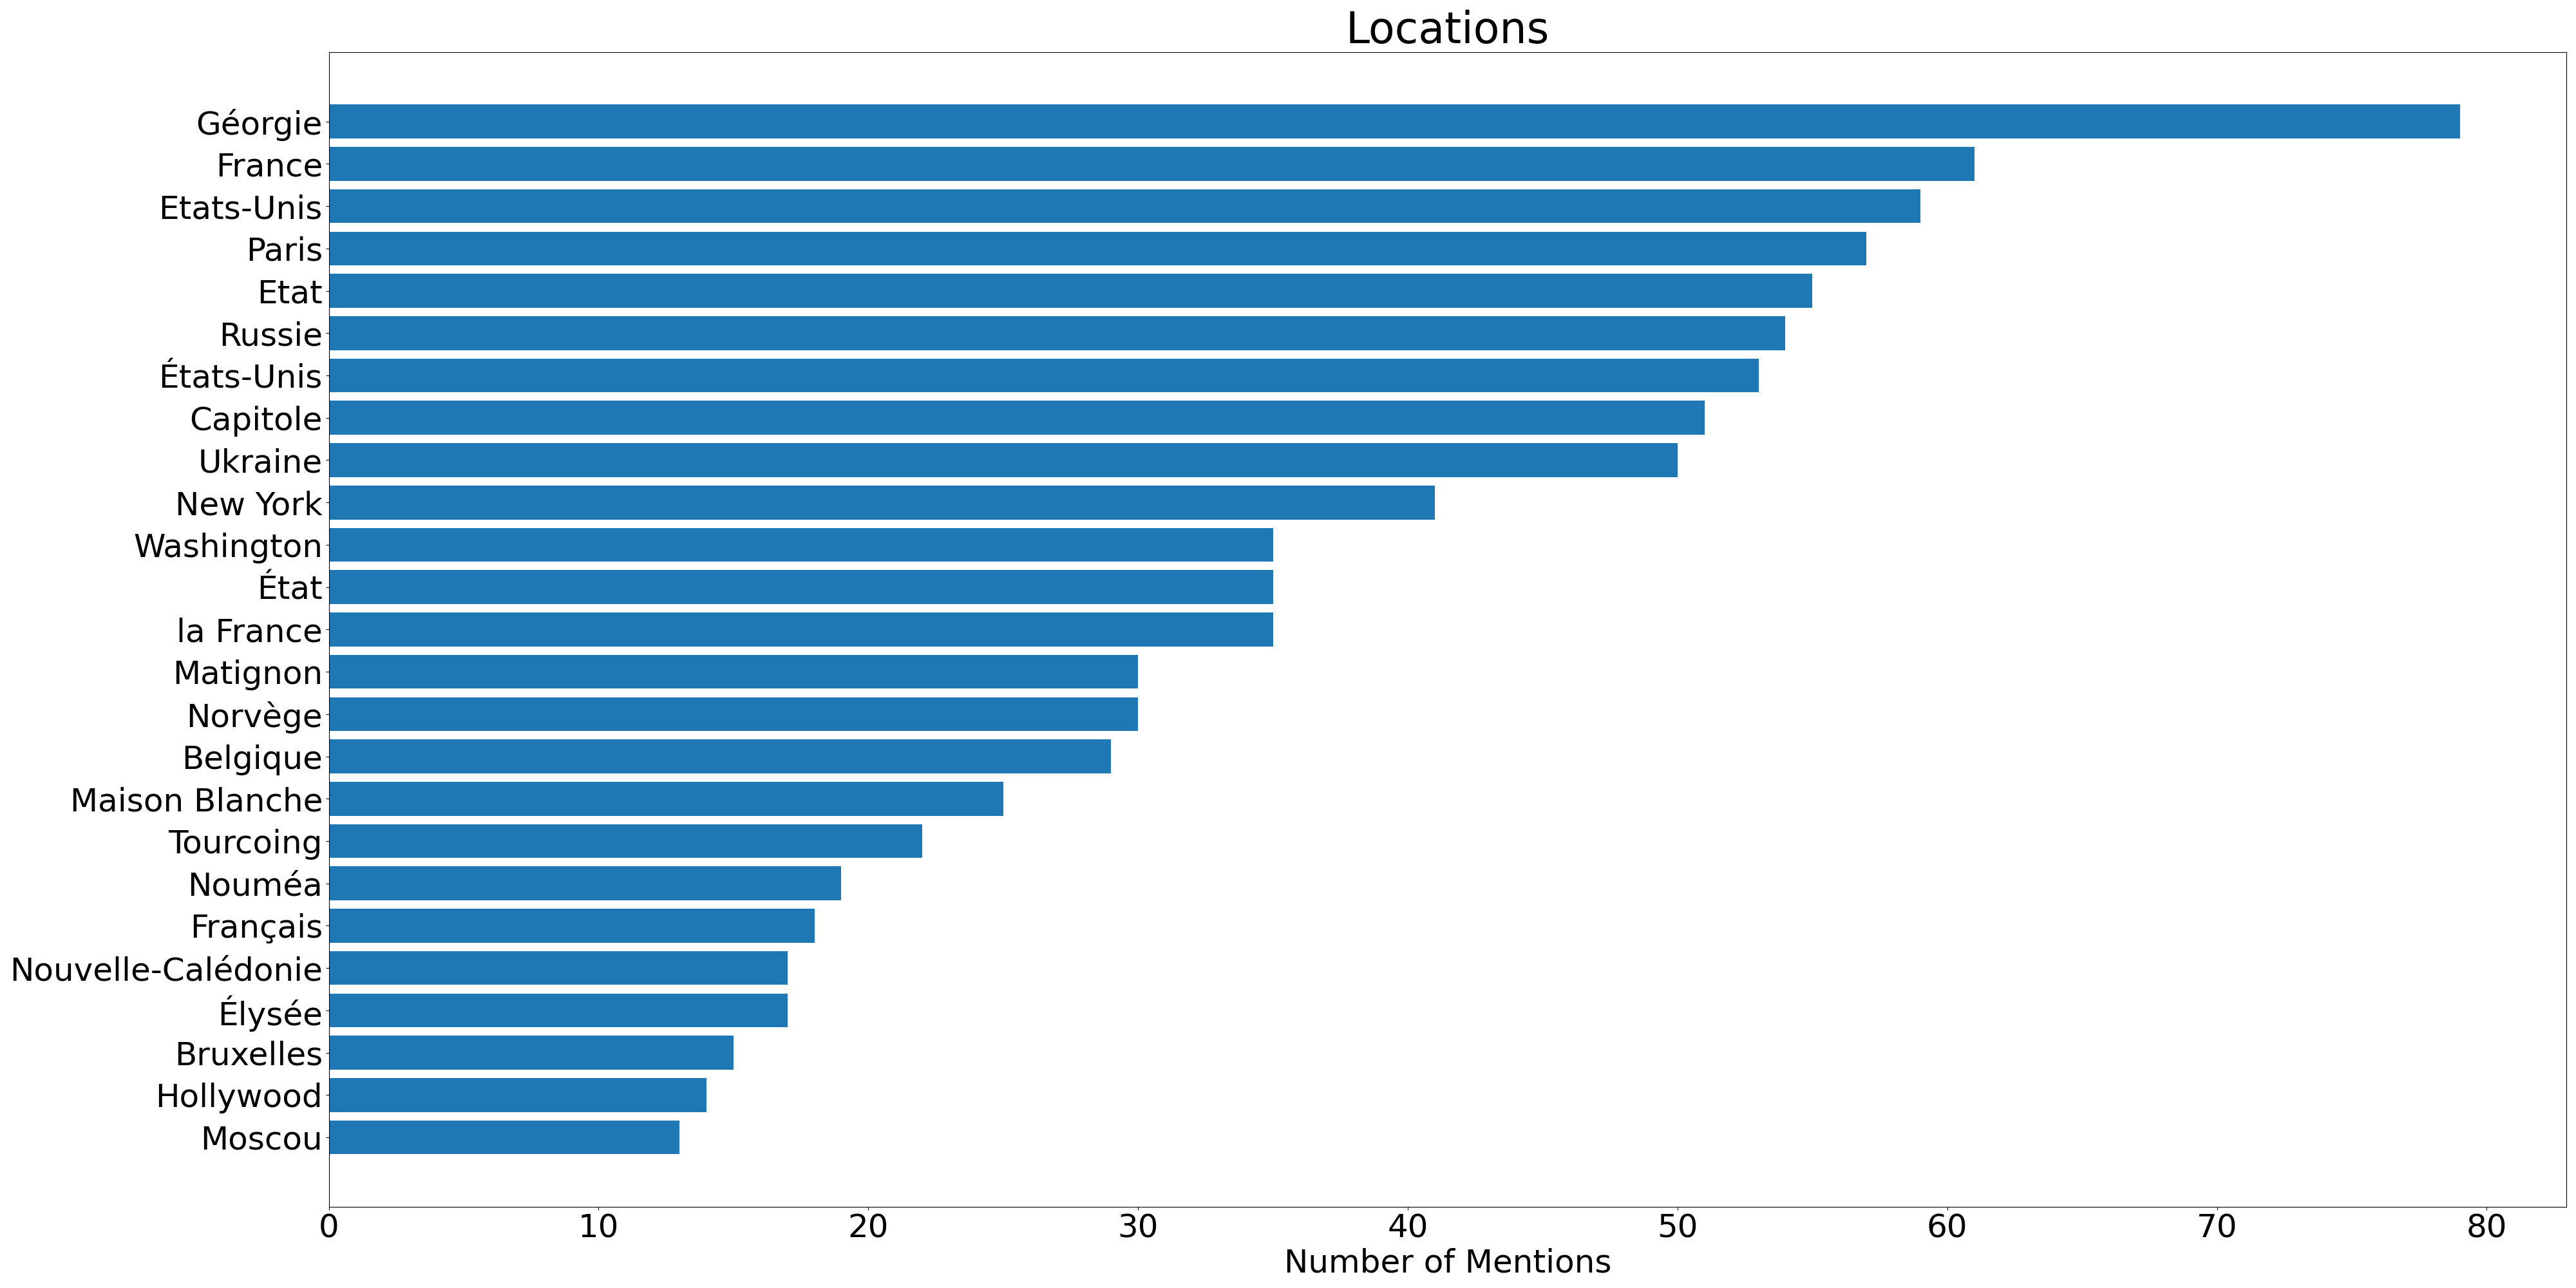 Locations
Géorgie
France
Etats-Unis
Paris
Etat
Russie
États-Unis
Capitole
Ukraine
New York
Washington
État
la France
Matignon
Norvège
Belgique
Maison Blanche
Tourcoing
Nouméa
Français
Nouvelle-Calédonie
Élysée
Bruxelles
Hollywood
Moscou
0 10 20 30 40 50 60 70 80
Number of Mentions